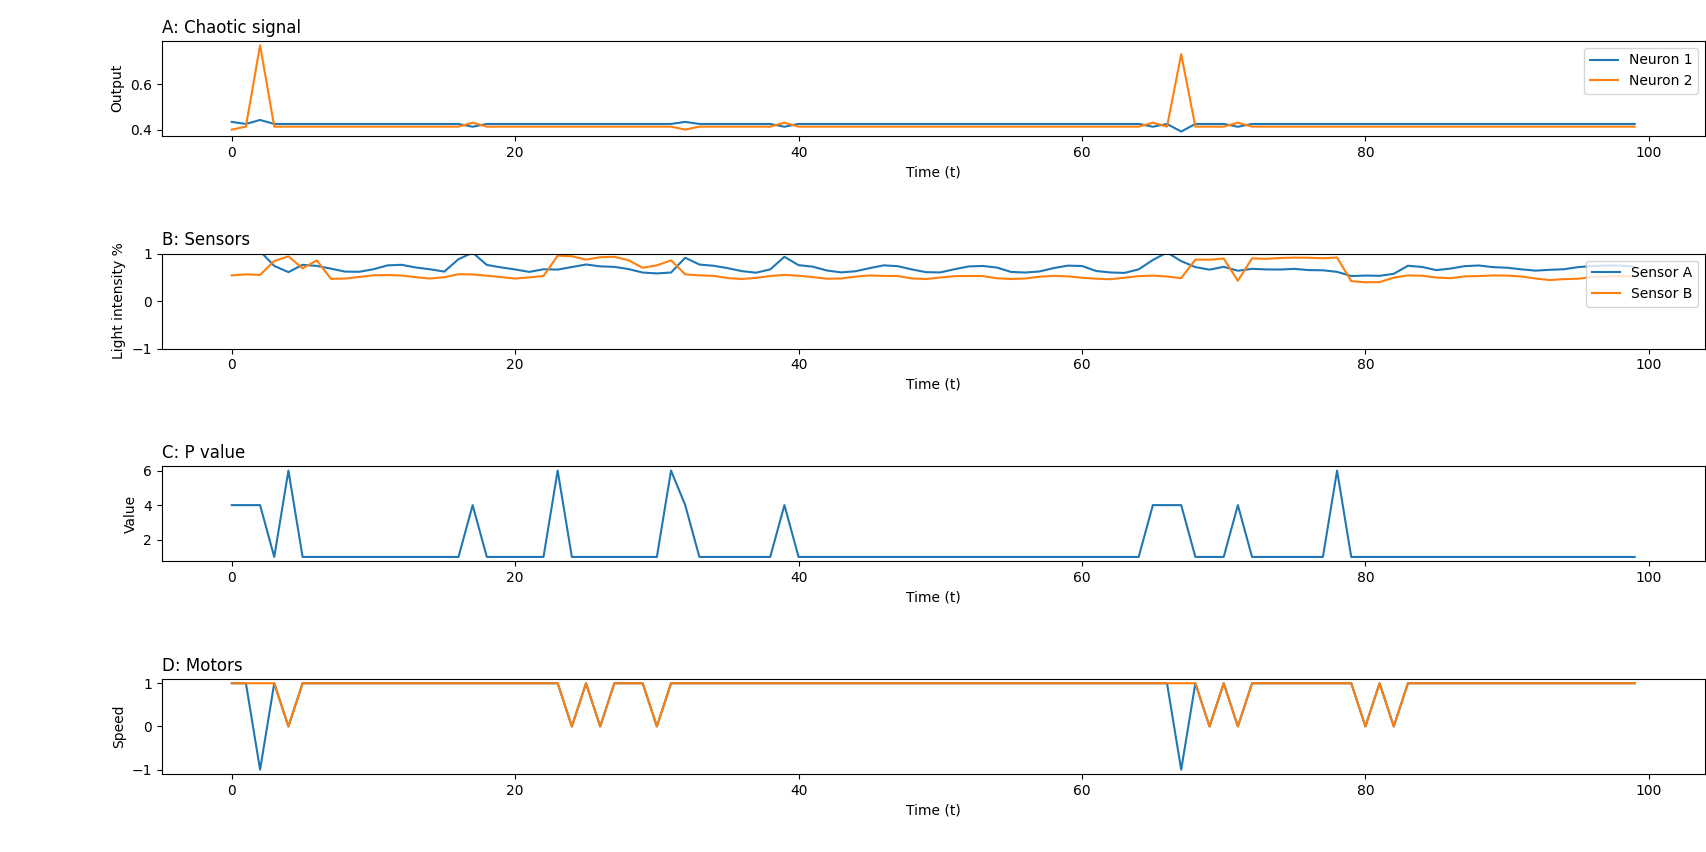 A: Chaotic signal
Output
0.6
0.4
Neuron 1
Neuron 2
0 20 40 60 80 100
Time (t)
B: Sensors
Light intensity %
1
0
−1
Sensor A
Sensor B
0 20 40 60 80 100
Time (t)
C: P value
Value
6
4
2
0 20 40 60 80 100
Time (t)
D: Motors
Speed
1
0
−1
0 20 40 60 80 100
Time (t)